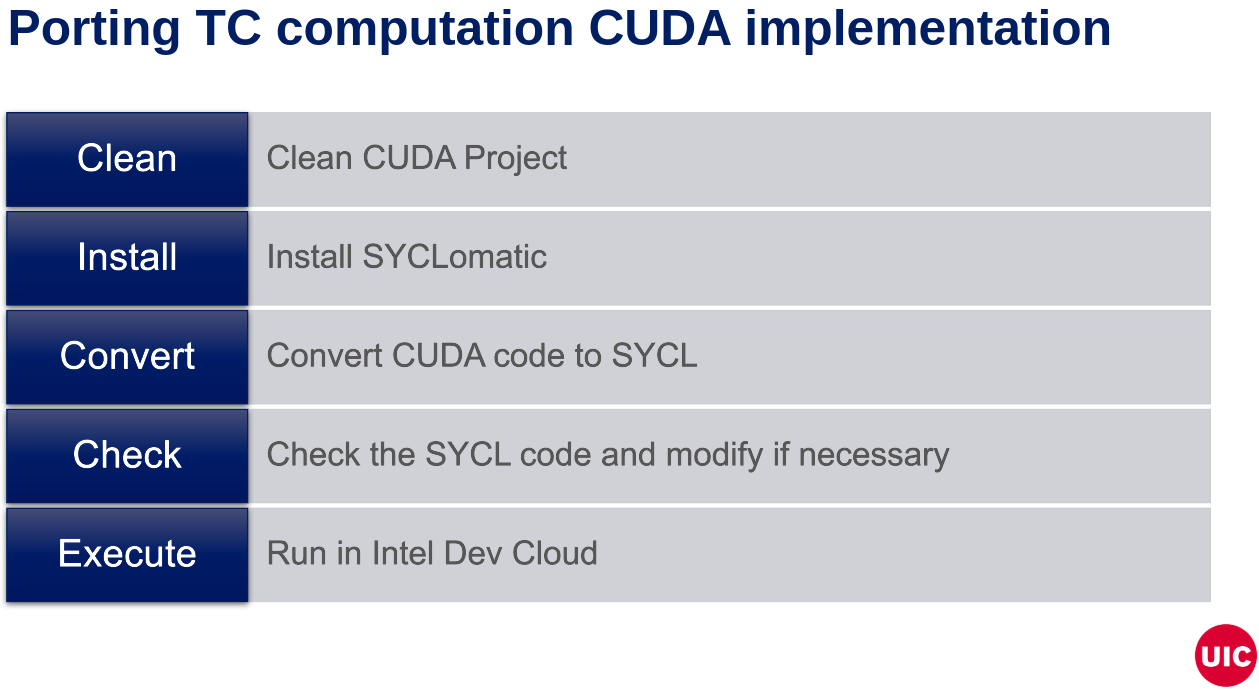 Porting TC computation CUDA implementation
Clean
Clean CUDA Project
Install
Install SYCLomatic
Convert
Convert CUDA code to SYCL
Check
Check the SYCL code and modify if necessary
Execute
Run in Intel Dev Cloud
UIC